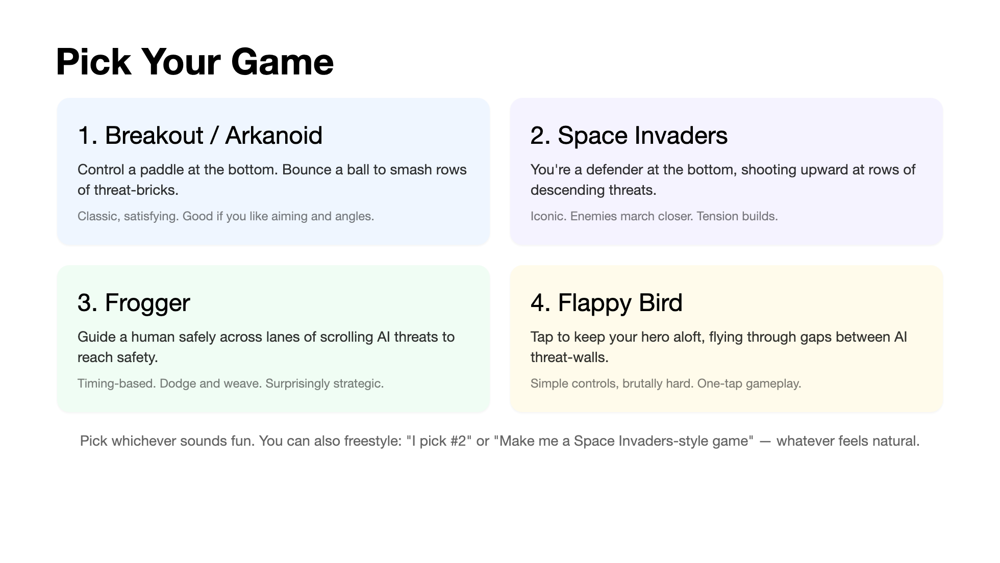 Pick Your Game
1. Breakout / Arkanoid
Control a paddle at the bottom. Bounce a ball to smash rows
of threat-bricks.
Classic, satisfying. Good if you like aiming and angles.
2. Space Invaders
You're a defender at the bottom, shooting upward at rows of
descending threats.
Iconic. Enemies march closer. Tension builds.
3. Frogger
Guide a human safely across lanes of scrolling AI threats to
reach safety.
Timing-based. Dodge and weave. Surprisingly strategic.
4. Flappy Bird
Tap to keep your hero aloft, flying through gaps between AI
threat-walls.
Simple controls, brutally hard. One-tap gameplay.
Pick whichever sounds fun. You can also freestyle: "I pick #2" or "Make me a Space Invaders-style game" — whatever feels natural.